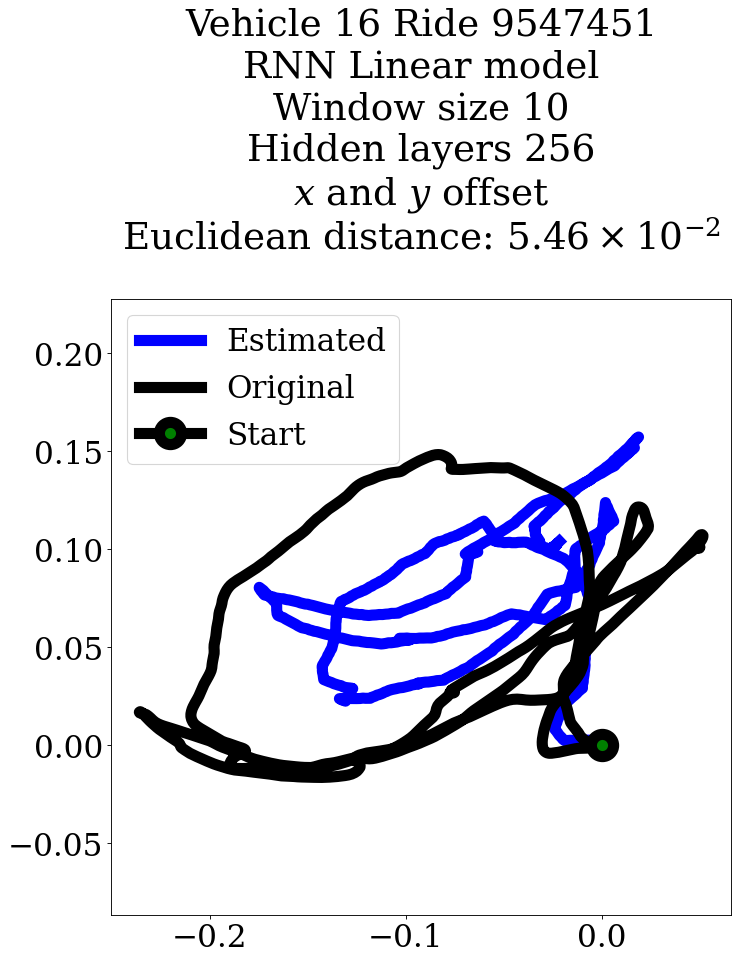 Vehicle 16 Ride 9547451
RNN Linear model
Window size 10
Hidden layers 256
x and y offset
Euclidean distance: 5.46 × 10⁻²
Estimated
Original
Start
0.20
0.15
0.10
0.05
0.00
−0.05
−0.2
−0.1
0.0